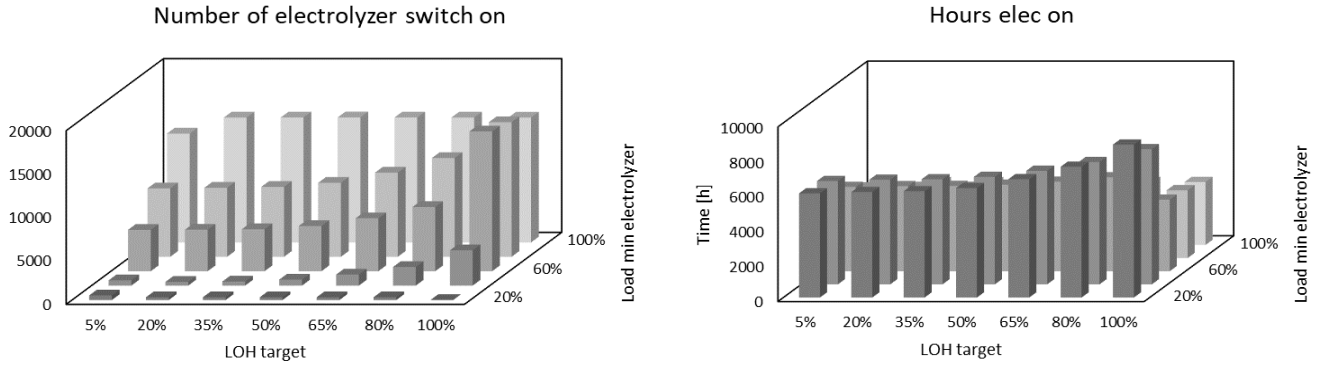 Number of electrolyzer switch on
20000
15000
10000
5000
0
5% 20% 35% 50% 65% 80% 100%
LOH target
20%
60%
100%
Load min electrolyzer
Hours elec on
Time [h]
10000
8000
6000
4000
2000
0
5% 20% 35% 50% 65% 80% 100%
LOH target
20%
60%
100%
Load min electrolyzer